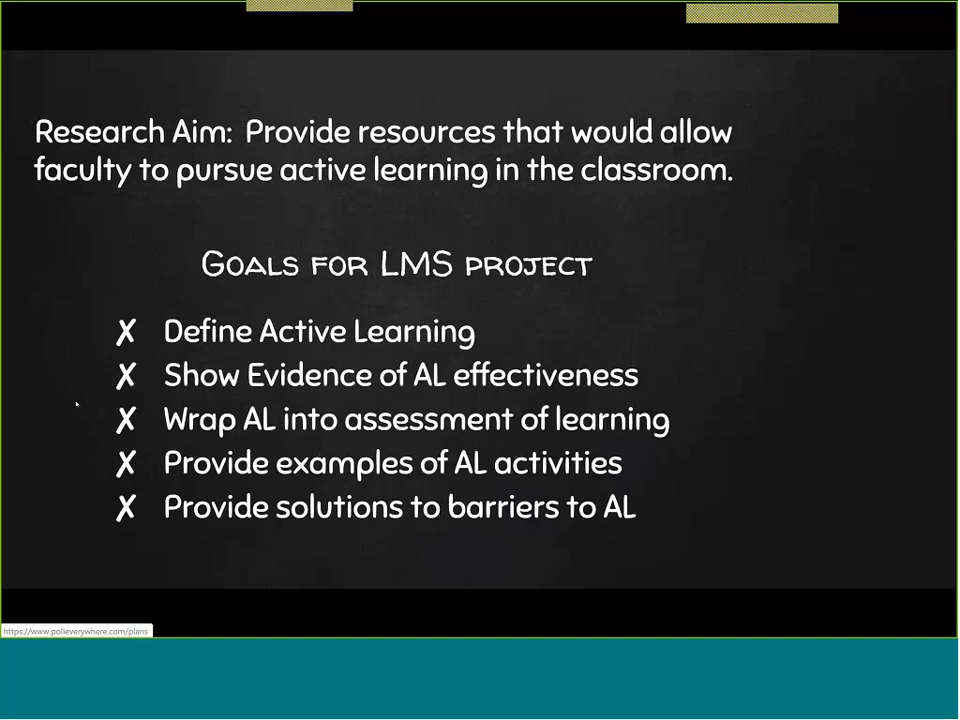 Research Aim: Provide resources that would allow
faculty to pursue active learning in the classroom.
Goals for LMS project
✗ Define Active Learning
✗ Show Evidence of AL effectiveness
✗ Wrap AL into assessment of learning
✗ Provide examples of AL activities
✗ Provide solutions to barriers to AL
https://www.polleverywhere.com/plans